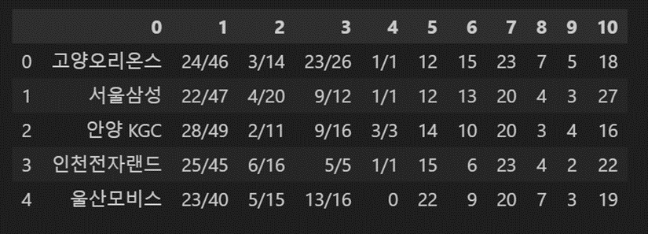 0 1 2 3 4 5 6 7 8 9 10
0 고양오리온스 24/46 3/14 23/26 1/1 12 15 23 7 5 18
1 서울삼성 22/47 4/20 9/12 1/1 12 13 20 4 3 27
2 안양 KGC 28/49 2/11 9/16 3/3 14 10 20 3 4 16
3 인천전자랜드 25/45 6/16 5/5 1/1 15 6 23 4 2 22
4 울산모비스 23/40 5/15 13/16 0 22 9 20 7 3 19